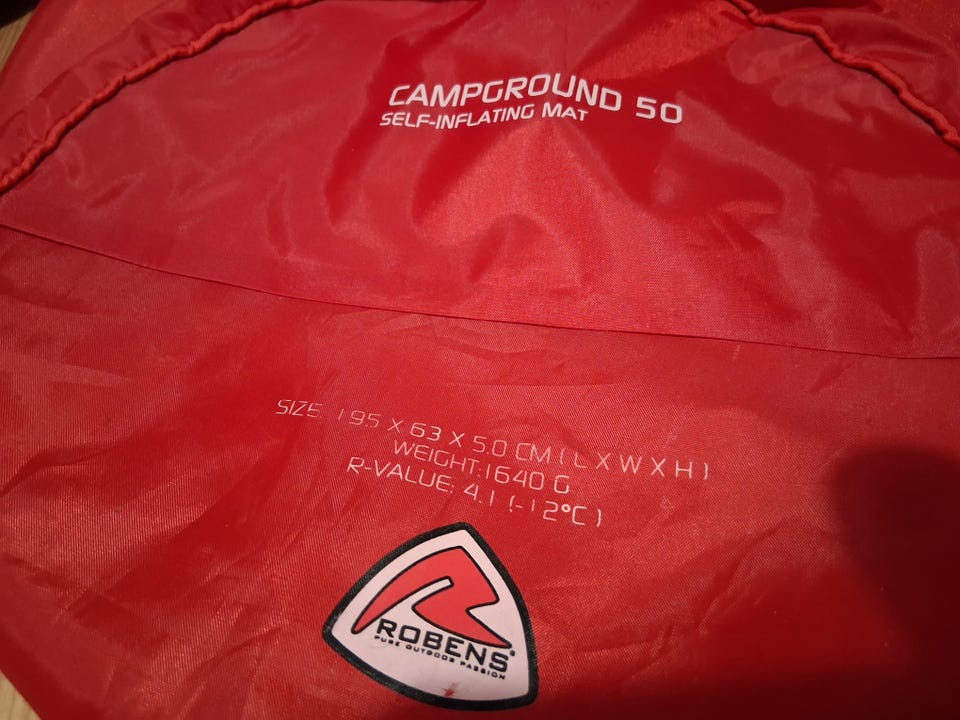 CAMPGROUND 50
SELF-INFLATING MAT
SIZE: 195 X 63 X 5.0 CM ( L X W X H )
WEIGHT:1640 G
R-VALUE: 4.1 (-12°C )
ROBENS®
PURE OUTDOOR PASSION